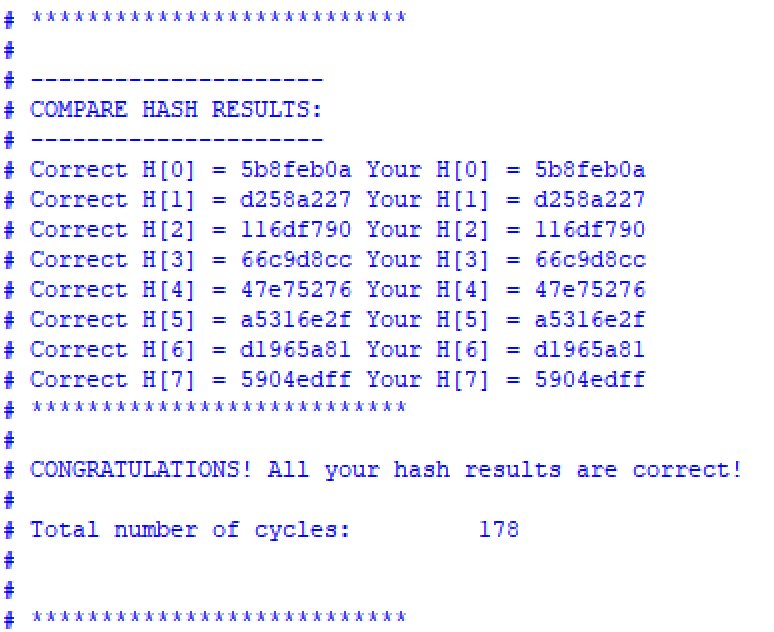 # ***************************
#
# ---------------------
# COMPARE HASH RESULTS:
# ---------------------
# Correct H[0] = 5b8feb0a Your H[0] = 5b8feb0a
# Correct H[1] = d258a227 Your H[1] = d258a227
# Correct H[2] = 116df790 Your H[2] = 116df790
# Correct H[3] = 66c9d8cc Your H[3] = 66c9d8cc
# Correct H[4] = 47e75276 Your H[4] = 47e75276
# Correct H[5] = a5316e2f Your H[5] = a5316e2f
# Correct H[6] = d1965a81 Your H[6] = d1965a81
# Correct H[7] = 5904edff Your H[7] = 5904edff
# ***************************
#
# CONGRATULATIONS! All your hash results are correct!
#
# Total number of cycles:         178
#
#
# ***************************